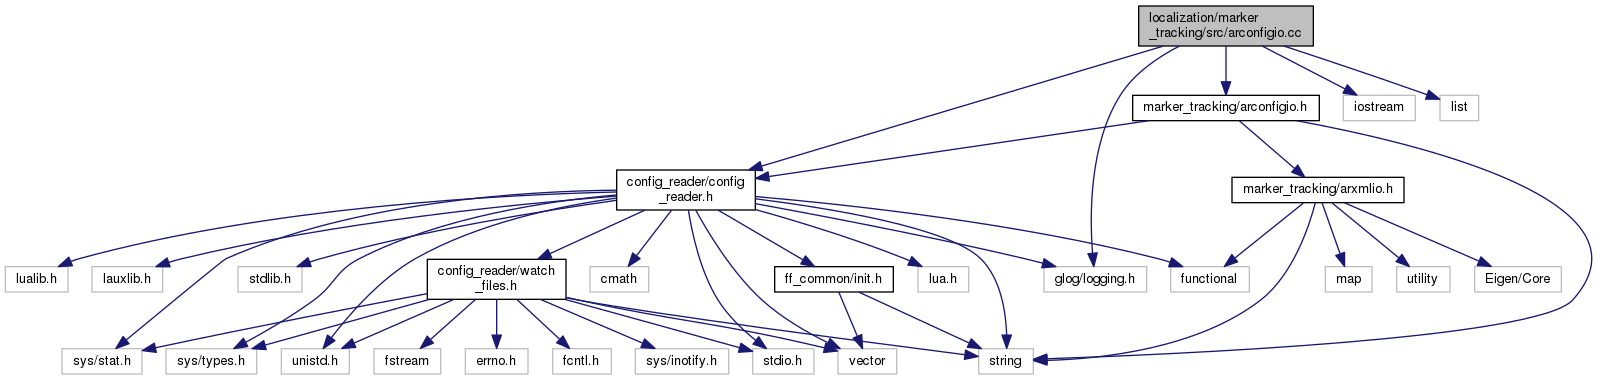 localization/marker
_tracking/src/arconfigio.cc
marker_tracking/arconfigio.h
iostream
list
config_reader/config
_reader.h
marker_tracking/arxmlio.h
lualib.h
lauxlib.h
stdlib.h
config_reader/watch
_files.h
cmath
ff_common/init.h
lua.h
glog/logging.h
functional
map
utility
Eigen/Core
sys/stat.h
sys/types.h
unistd.h
fstream
errno.h
fcntl.h
sys/inotify.h
stdio.h
vector
string